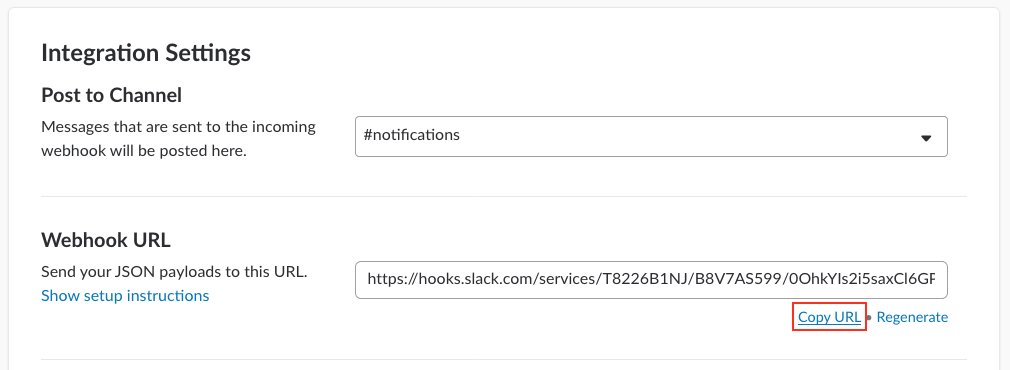 Integration Settings
Post to Channel
Messages that are sent to the incoming
webhook will be posted here.
#notifications
Webhook URL
Send your JSON payloads to this URL.
Show setup instructions
https://hooks.slack.com/services/T8226B1NJ/B8V7AS599/0OhkYIs2i5saxCl6GF
Copy URL • Regenerate